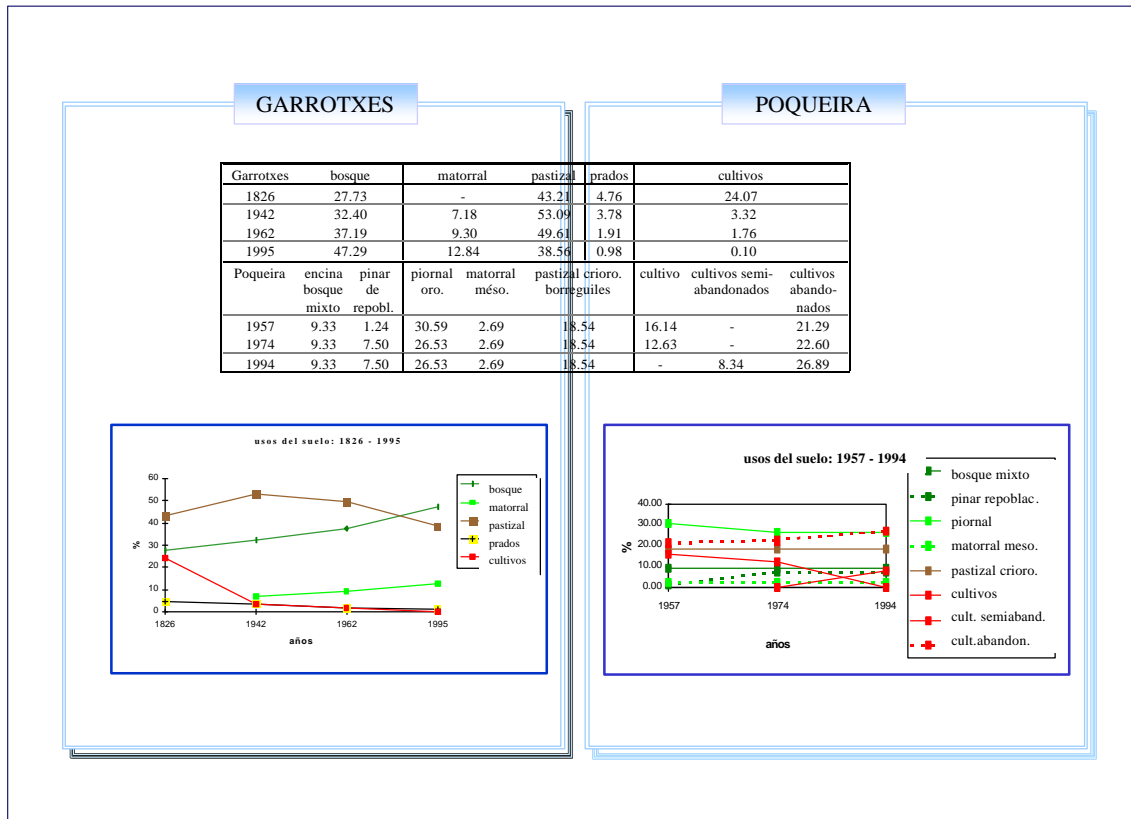 GARROTXES
POQUEIRA
Garrotxes bosque matorral pastizal prados cultivos
1826 27.73 - 43.21 4.76 24.07
1942 32.40 7.18 53.09 3.78 3.32
1962 37.19 9.30 49.61 1.91 1.76
1995 47.29 12.84 38.56 0.98 0.10
Poqueira encina pinar piornal matorral pastizal crioro. cultivo cultivos semi- cultivos
bosque de oro. méso. borreguiles abandonados abando-
mixto repobl. nados
1957 9.33 1.24 30.59 2.69 18.54 16.14 - 21.29
1974 9.33 7.50 26.53 2.69 18.54 12.63 - 22.60
1994 9.33 7.50 26.53 2.69 18.54 - 8.34 26.89
usos del suelo: 1826 - 1995
60
50
40
30
20
10
0
%
1826 1942 1962 1995
años
bosque
matorral
pastizal
prados
cultivos
usos del suelo: 1957 - 1994
40.00
30.00
20.00
10.00
0.00
%
1957 1974 1994
años
bosque mixto
pinar repoblac.
piornal
matorral meso.
pastizal crioro.
cultivos
cult. semiaband.
cult.abandon.